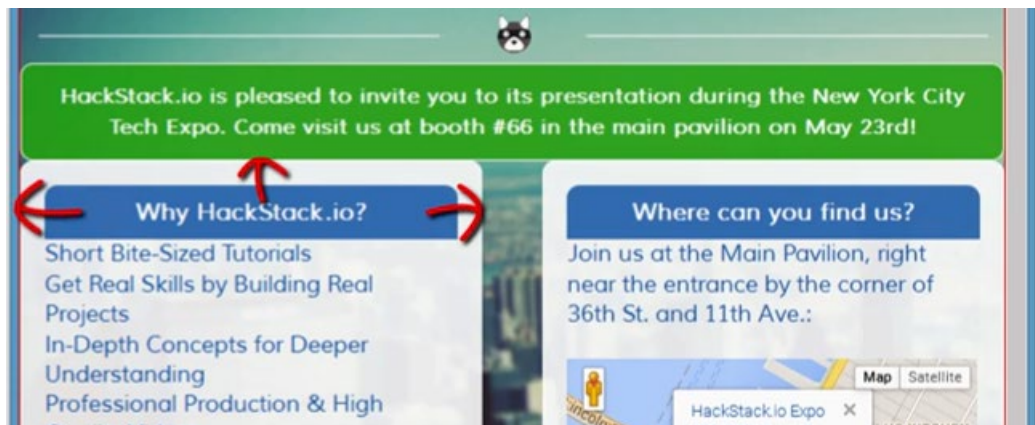 HackStack.io is pleased to invite you to its presentation during the New York City
Tech Expo. Come visit us at booth #66 in the main pavilion on May 23rd!
Why HackStack.io?
Short Bite-Sized Tutorials
Get Real Skills by Building Real
Projects
In-Depth Concepts for Deeper
Understanding
Professional Production & High
Where can you find us?
Join us at the Main Pavilion, right
near the entrance by the corner of
36th St. and 11th Ave.:
Map Satellite
HackStack.io Expo